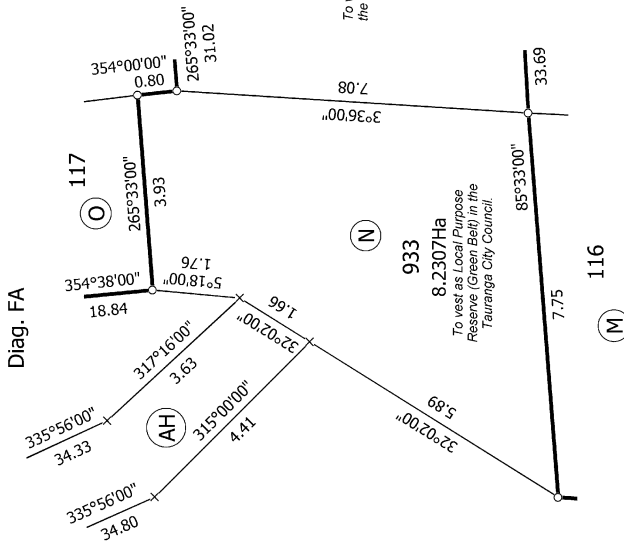 Diag. FA
117
O
354°00'00"
0.80
265°33'00"
31.02
265°33'00"
3.93
354°38'00"
18.84
5°18'00"
1.76
7.08
3°36'00"
To v
the
335°56'00"
34.33
317°16'00"
3.63
AH
315°00'00"
4.41
335°56'00"
34.80
32°02'00"
1.66
5.89
32°02'00"
N
933
8.2307Ha
To vest as Local Purpose
Reserve (Green Belt) in the
Tauranga City Council.
85°33'00"
33.69
7.75
116
M